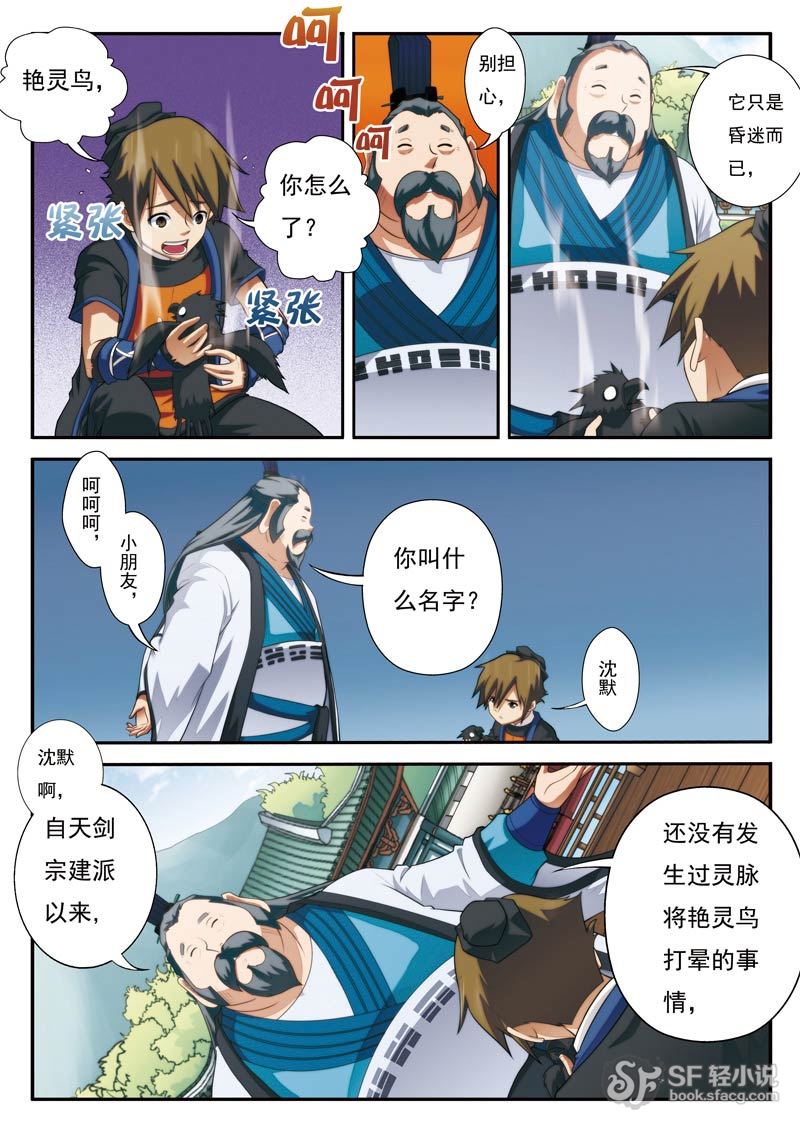 艳灵鸟，
你怎么
了？
紧张
紧张
呵
呵
呵
别担
心，
它只是
昏迷而
已，
呵呵呵，
小朋友，
你叫什
么名字？
沈默
沈默
啊，
自天剑
宗建派
以来，
还没有发
生过灵脉
将艳灵鸟
打晕的事
情，
SF 轻小说
book.sfacg.com